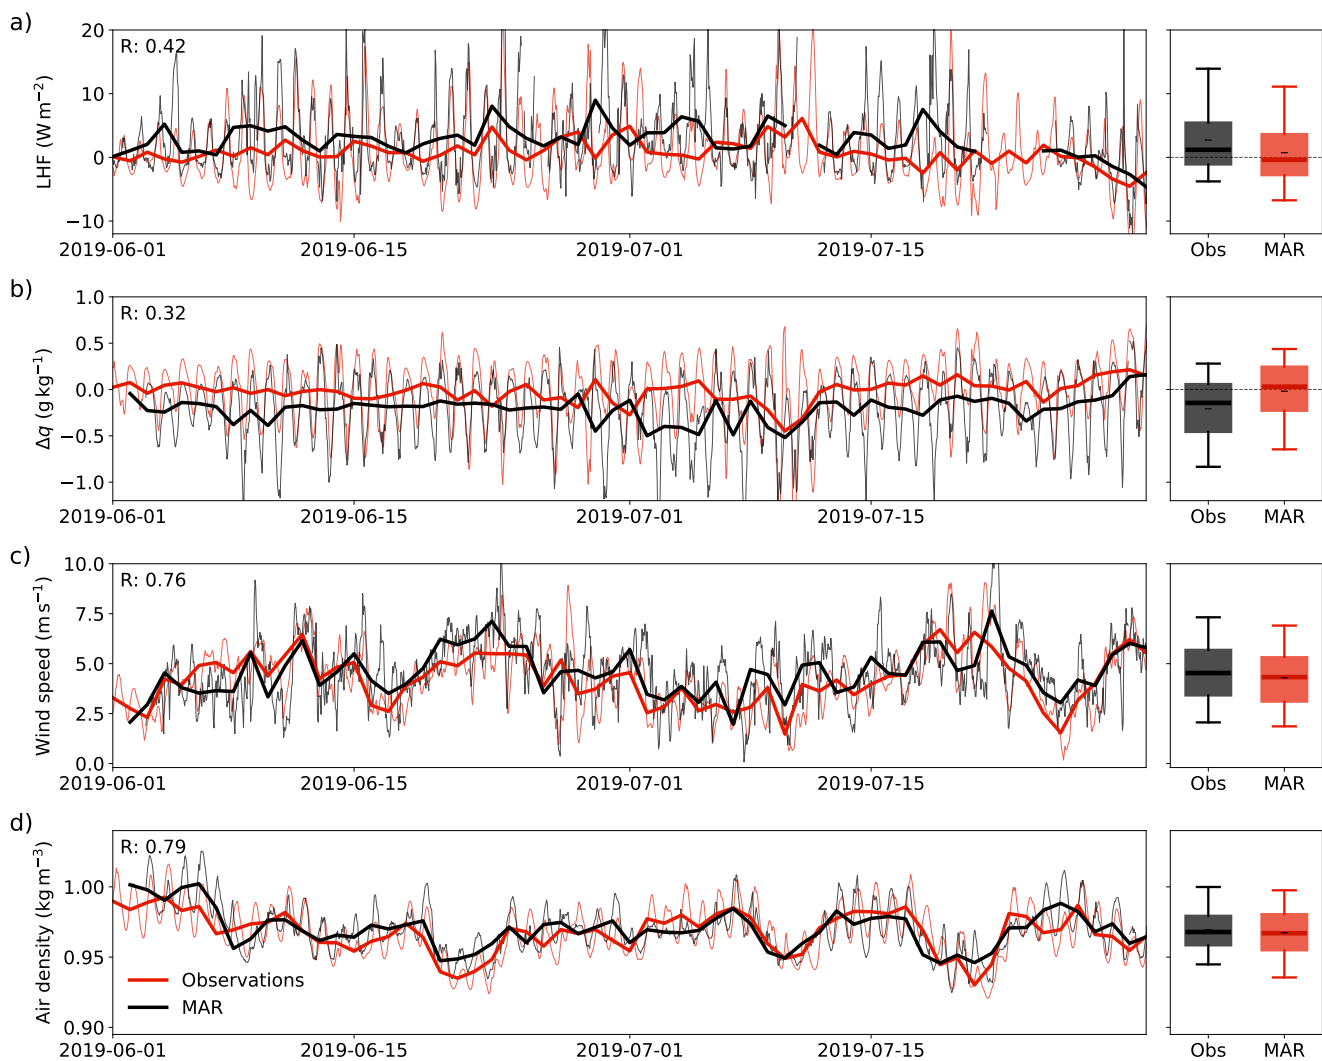 a)
R: 0.42
LHF (W m⁻²)
20
10
0
−10
2019-06-01 2019-06-15 2019-07-01 2019-07-15
Obs MAR
b)
R: 0.32
Δq (g kg⁻¹)
1.0
0.5
0.0
−0.5
−1.0
2019-06-01 2019-06-15 2019-07-01 2019-07-15
Obs MAR
c)
R: 0.76
Wind speed (m s⁻¹)
10.0
7.5
5.0
2.5
0.0
2019-06-01 2019-06-15 2019-07-01 2019-07-15
Obs MAR
d)
R: 0.79
Air density (kg m⁻³)
1.00
0.95
0.90
Observations
MAR
2019-06-01 2019-06-15 2019-07-01 2019-07-15
Obs MAR